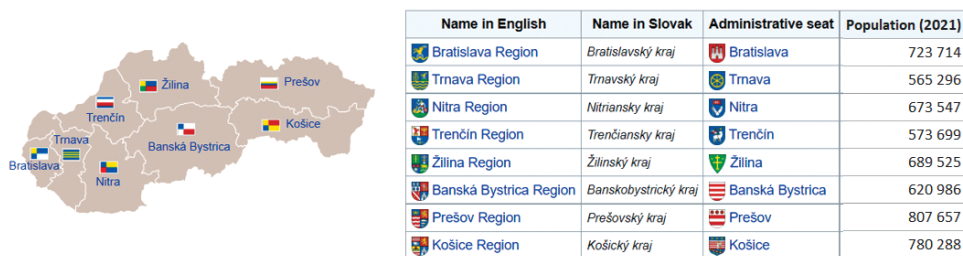 Žilina
Prešov
Trenčín
Košice
Banská Bystrica
Trnava
Bratislava
Nitra
Name in English Name in Slovak Administrative seat Population (2021)
Bratislava Region Bratislavský kraj Bratislava 723 714
Trnava Region Trnavský kraj Trnava 565 296
Nitra Region Nitriansky kraj Nitra 673 547
Trenčín Region Trenčiansky kraj Trenčín 573 699
Žilina Region Žilinský kraj Žilina 689 525
Banská Bystrica Region Banskobystrický kraj Banská Bystrica 620 986
Prešov Region Prešovský kraj Prešov 807 657
Košice Region Košický kraj Košice 780 288